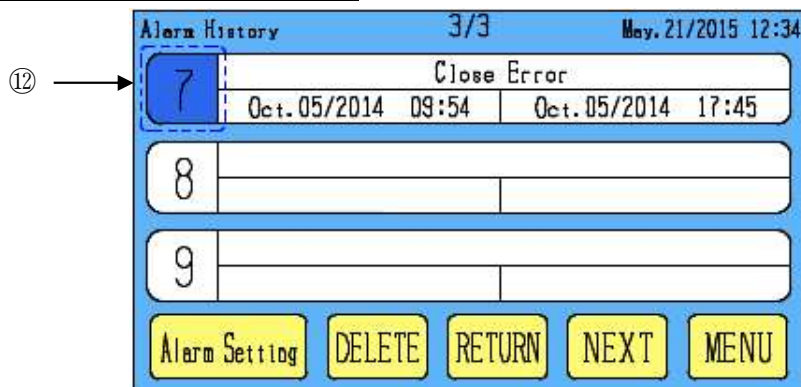 Alarm History 3/3 May.21/2015 12:34
⑫
7 Close Error
Oct.05/2014 09:54 Oct.05/2014 17:45
8
9
Alarm Setting DELETE RETURN NEXT MENU